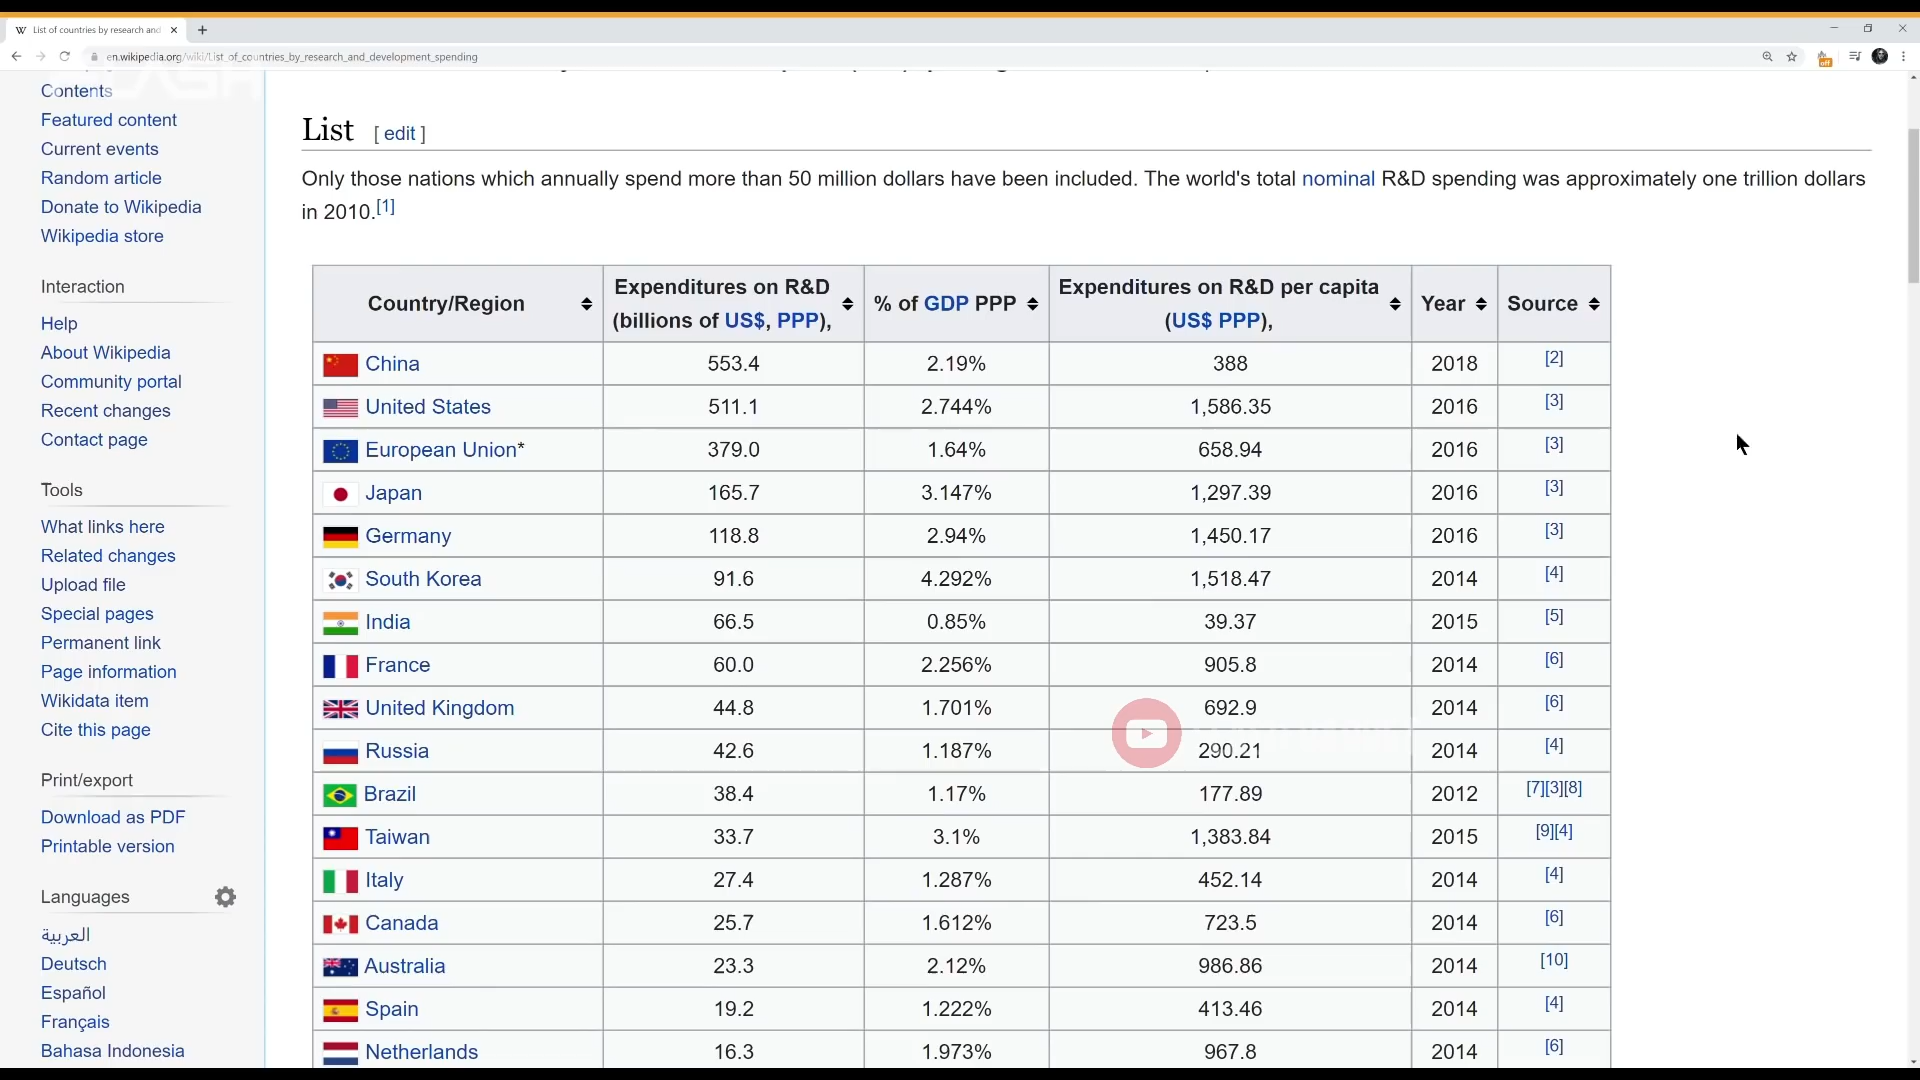 List of countries by research and
en.wikipedia.org/wiki/List_of_countries_by_research_and_development_spending
off
Contents
Featured content
Current events
Random article
Donate to Wikipedia
Wikipedia store
Interaction
Help
About Wikipedia
Community portal
Recent changes
Contact page
Tools
What links here
Related changes
Upload file
Special pages
Permanent link
Page information
Wikidata item
Cite this page
Print/export
Download as PDF
Printable version
Languages
العربية
Deutsch
Español
Français
Bahasa Indonesia
List [ edit ]
Only those nations which annually spend more than 50 million dollars have been included. The world's total nominal R&D spending was approximately one trillion dollars
in 2010.[1]
Country/Region Expenditures on R&D (billions of US$, PPP), % of GDP PPP Expenditures on R&D per capita (US$ PPP), Year Source
China 553.4 2.19% 388 2018 [2]
United States 511.1 2.744% 1,586.35 2016 [3]
European Union* 379.0 1.64% 658.94 2016 [3]
Japan 165.7 3.147% 1,297.39 2016 [3]
Germany 118.8 2.94% 1,450.17 2016 [3]
South Korea 91.6 4.292% 1,518.47 2014 [4]
India 66.5 0.85% 39.37 2015 [5]
France 60.0 2.256% 905.8 2014 [6]
United Kingdom 44.8 1.701% 692.9 2014 [6]
Russia 42.6 1.187% 290.21 2014 [4]
Brazil 38.4 1.17% 177.89 2012 [7][3][8]
Taiwan 33.7 3.1% 1,383.84 2015 [9][4]
Italy 27.4 1.287% 452.14 2014 [4]
Canada 25.7 1.612% 723.5 2014 [6]
Australia 23.3 2.12% 986.86 2014 [10]
Spain 19.2 1.222% 413.46 2014 [4]
Netherlands 16.3 1.973% 967.8 2014 [6]